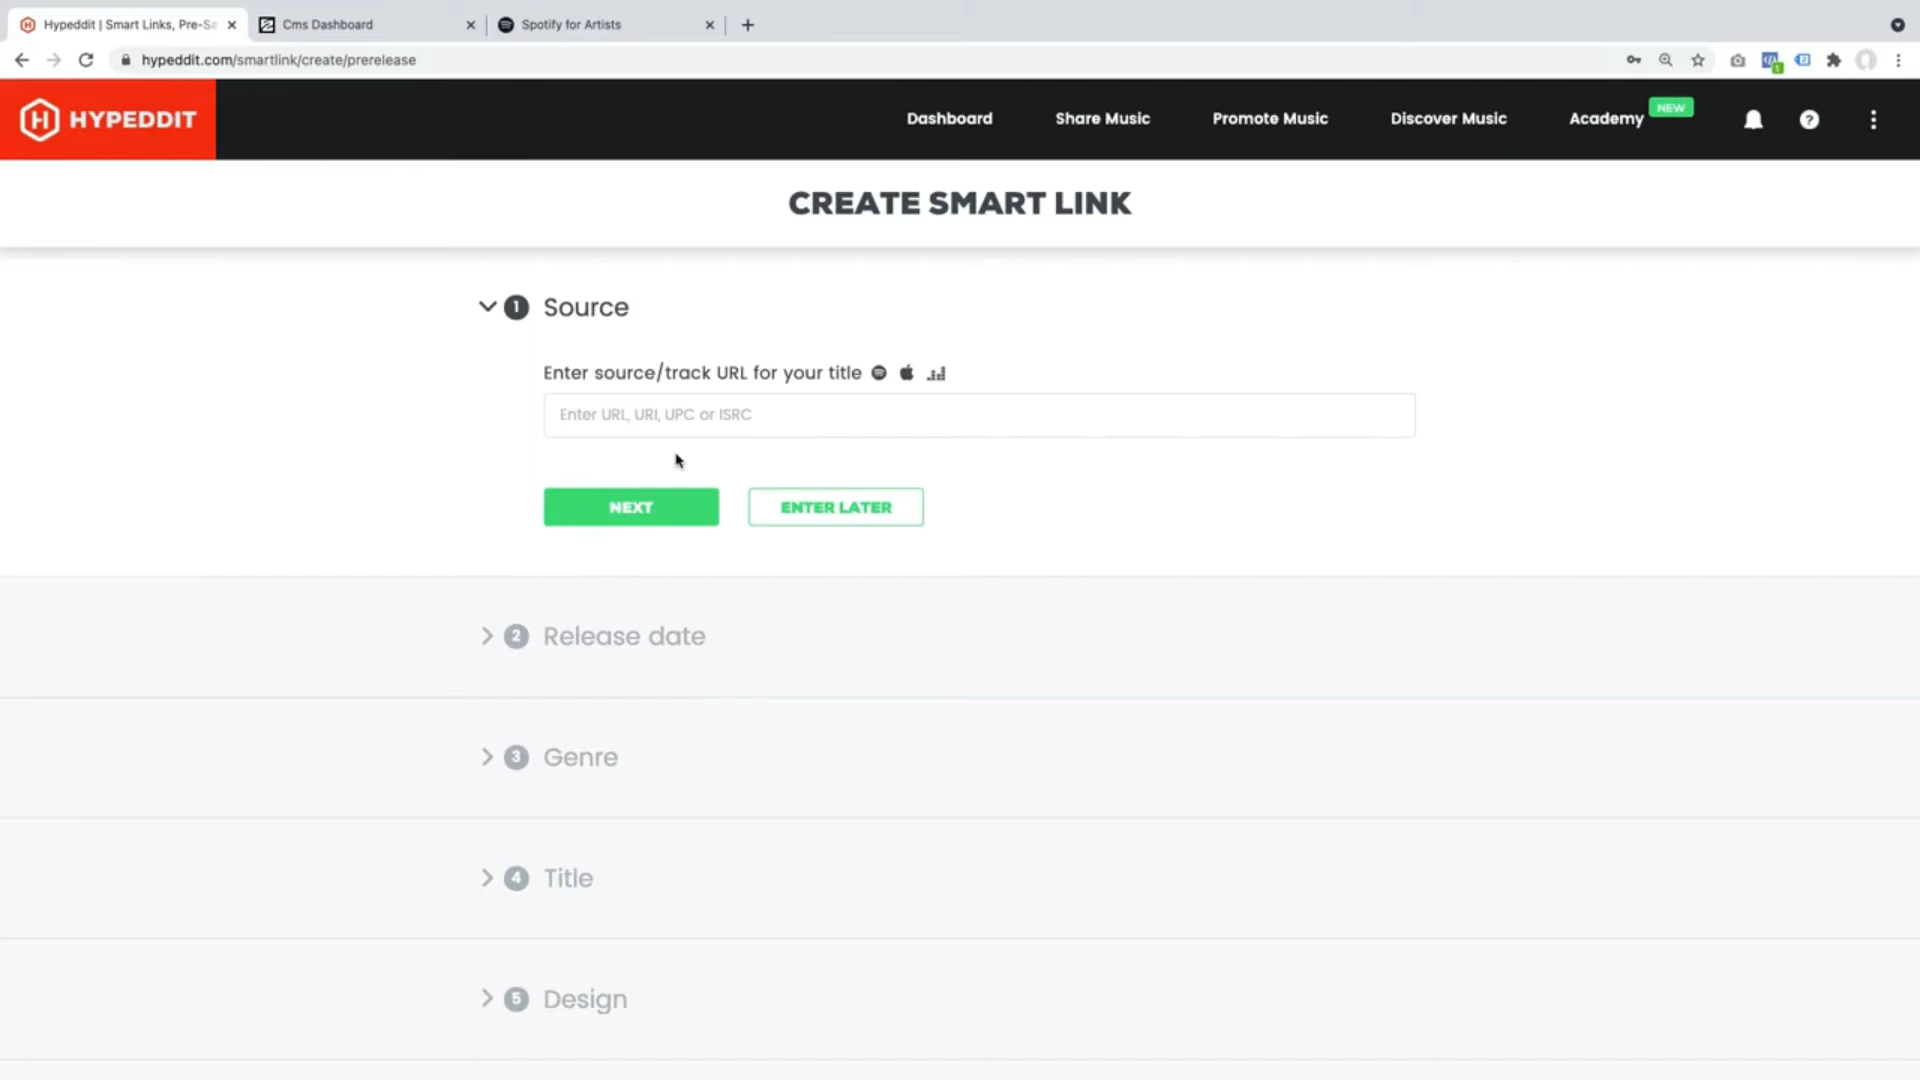 Hypeddit | Smart Links, Pre-Sa
Cms Dashboard
Spotify for Artists
hypeddit.com/smartlink/create/prerelease
HYPEDDIT
Dashboard
Share Music
Promote Music
Discover Music
Academy
NEW
CREATE SMART LINK
1 Source
Enter source/track URL for your title
Enter URL, URI, UPC or ISRC
NEXT
ENTER LATER
2 Release date
3 Genre
4 Title
5 Design